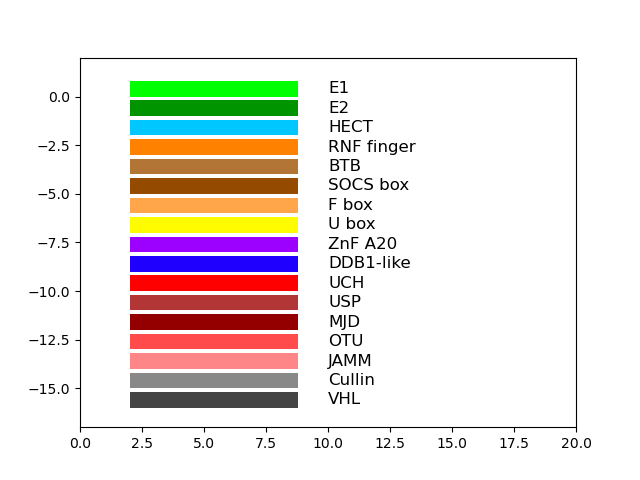 E1
0.0
E2
HECT
RNF finger
−2.5
BTB
SOCS box
−5.0
F box
U box
−7.5
ZnF A20
DDB1-like
−10.0
UCH
USP
MJD
−12.5
OTU
JAMM
Cullin
−15.0
VHL
0.0 2.5 5.0 7.5 10.0 12.5 15.0 17.5 20.0